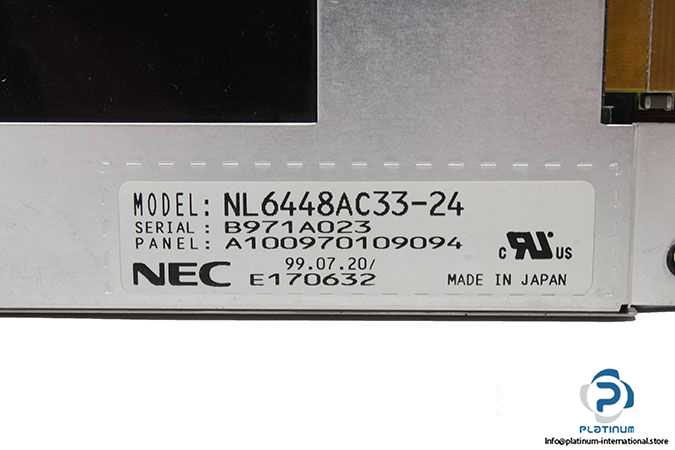 MODEL: NL6448AC33-24
SERIAL: B971A023
PANEL: A100970109094
c RU US
NEC 99.07.20/
E170632 MADE IN JAPAN
PLATINUM
Info@platinum-international.store